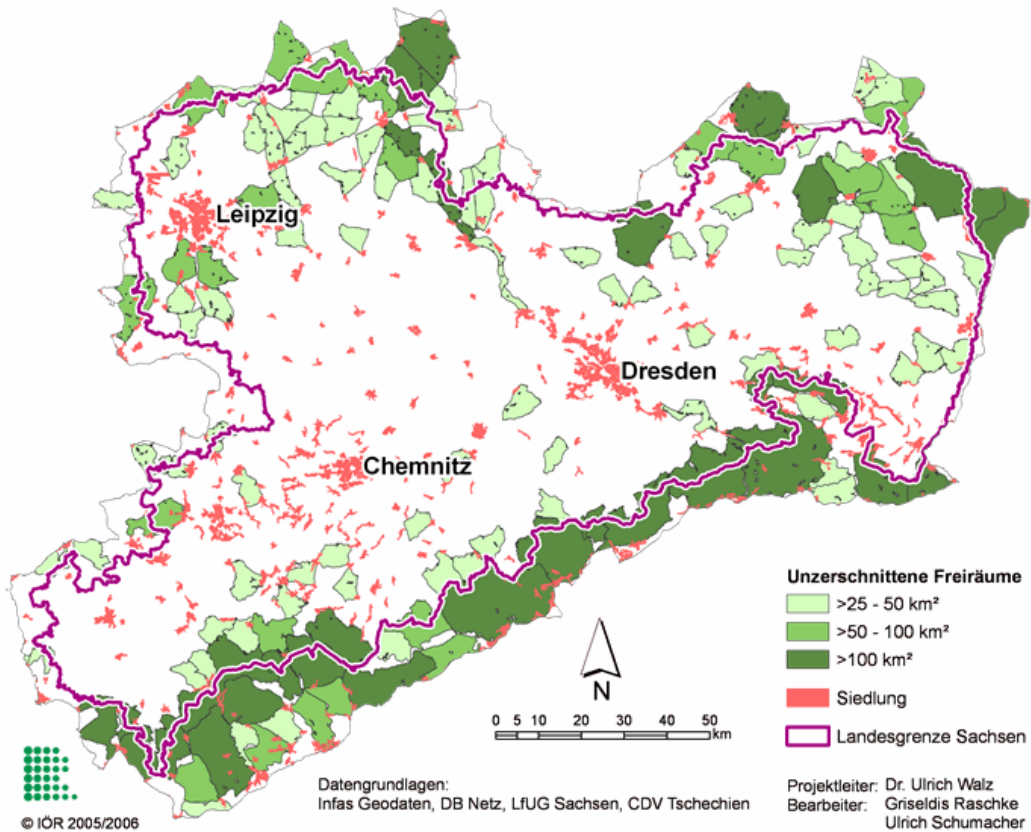 Leipzig
Dresden
Chemnitz
Unzerschnittene Freiräume
>25 - 50 km²
>50 - 100 km²
>100 km²
Siedlung
Landesgrenze Sachsen
N
0 5 10 20 30 40 50
km
Datengrundlagen:
Infas Geodaten, DB Netz, LfUG Sachsen, CDV Tschechien
Projektleiter: Dr. Ulrich Walz
Bearbeiter: Griseldis Raschke
Ulrich Schumacher
© IÖR 2005/2006